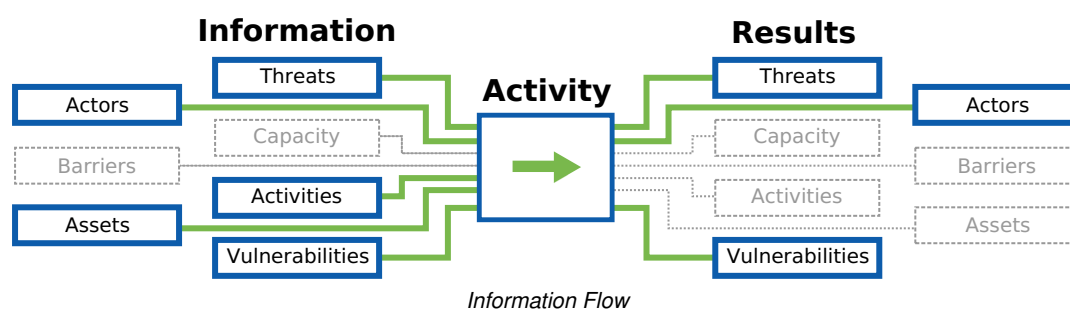 Information
Results
Threats
Threats
Activity
Actors
Actors
Capacity
Capacity
Barriers
Barriers
Activities
Activities
Assets
Assets
Vulnerabilities
Vulnerabilities
Information Flow